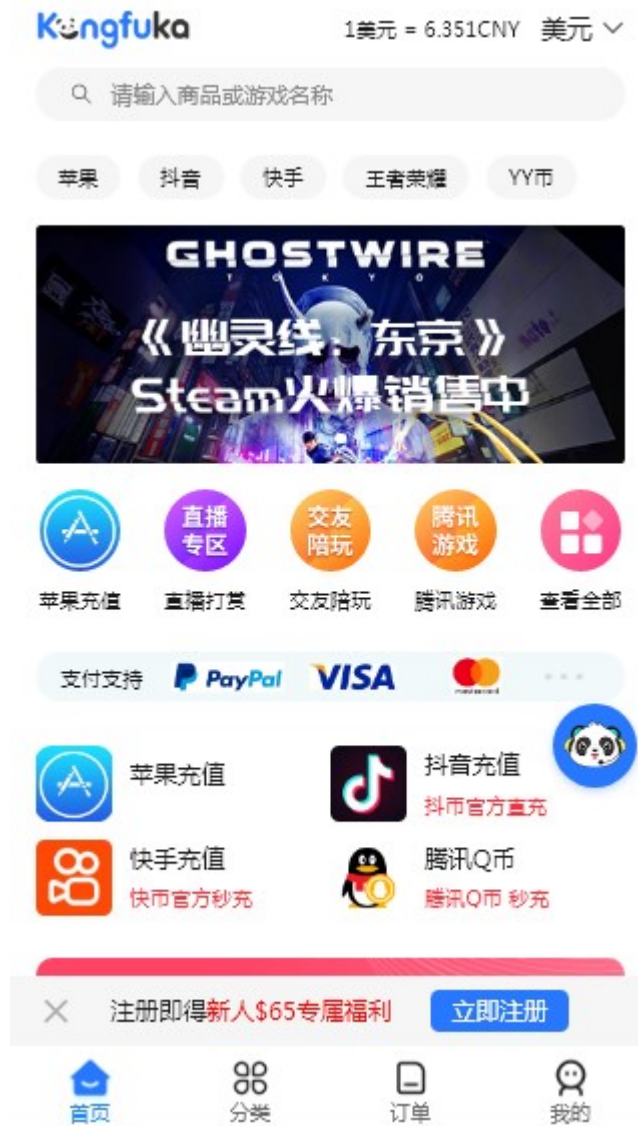 Kongfuka
1美元 = 6.351CNY 美元
请输入商品或游戏名称
苹果 抖音 快手 王者荣耀 YY币
GHOSTWIRE
TOKYO
《幽灵线：东京》
Steam火爆销售中
直播专区
交友陪玩
腾讯游戏
苹果充值 直播打赏 交友陪玩 腾讯游戏 查看全部
支付支持 PayPal VISA mastercard
苹果充值
抖音充值
抖币官方直充
快手充值
快币官方秒充
腾讯Q币
腾讯Q币 秒充
注册即得新人$65专属福利 立即注册
首页 分类 订单 我的